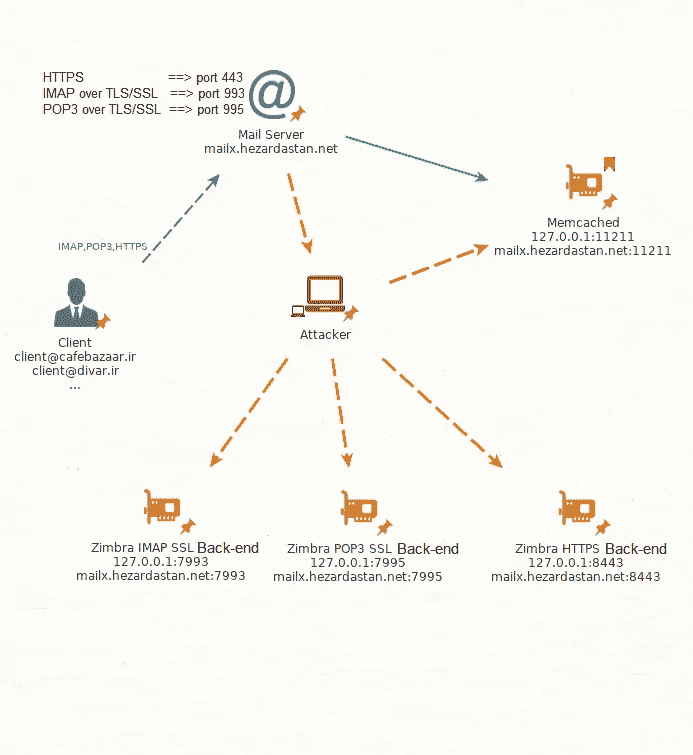 HTTPS ==> port 443
IMAP over TLS/SSL ==> port 993
POP3 over TLS/SSL ==> port 995
@
Mail Server
mailx.hezardastan.net
Memcached
127.0.0.1:11211
mailx.hezardastan.net:11211
IMAP,POP3,HTTPS
Client
client@cafebazaar.ir
client@divar.ir
...
Attacker
Zimbra IMAP SSL Back-end
127.0.0.1:7993
mailx.hezardastan.net:7993
Zimbra POP3 SSL Back-end
127.0.0.1:7995
mailx.hezardastan.net:7995
Zimbra HTTPS Back-end
127.0.0.1:8443
mailx.hezardastan.net:8443